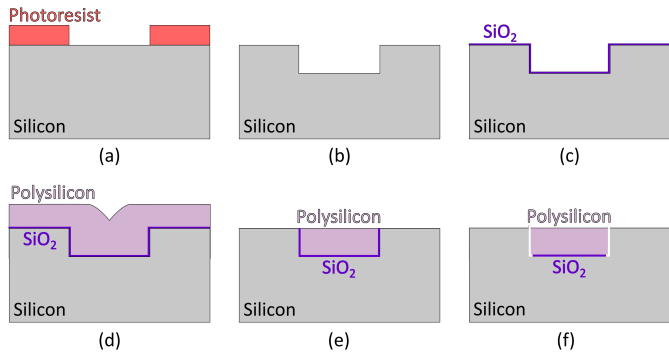 Photoresist
Silicon
(a)
Silicon
(b)
SiO₂
Silicon
(c)
Polysilicon
SiO₂
Silicon
(d)
Polysilicon
SiO₂
Silicon
(e)
Polysilicon
SiO₂
Silicon
(f)